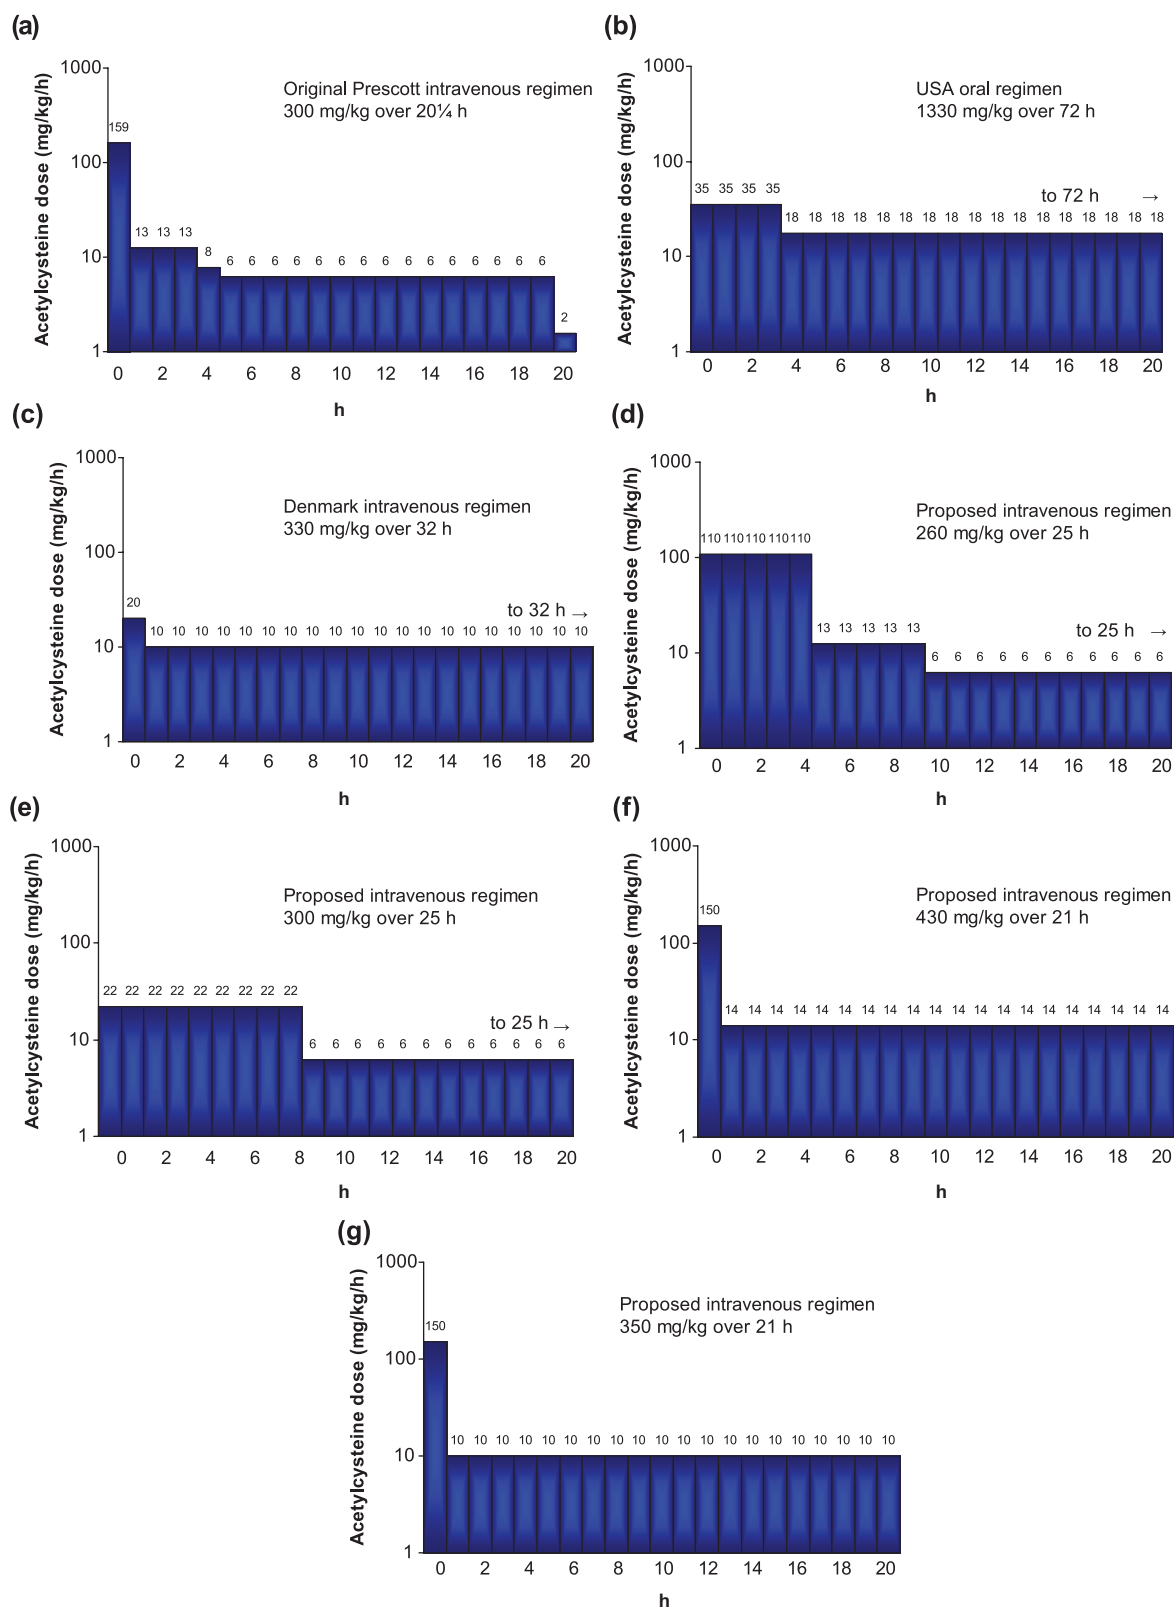 (a)
Acetylcysteine dose (mg/kg/h)
Original Prescott intravenous regimen
300 mg/kg over 20¼ h
1000
100
10
1
159 13 13 13 8 6 6 6 6 6 6 6 6 6 6 6 6 6 6 6 2
0 2 4 6 8 10 12 14 16 18 20
h
(b)
Acetylcysteine dose (mg/kg/h)
USA oral regimen
1330 mg/kg over 72 h
1000
100
10
1
to 72 h →
35 35 35 35 18 18 18 18 18 18 18 18 18 18 18 18 18 18 18 18 18
0 2 4 6 8 10 12 14 16 18 20
h
(c)
Acetylcysteine dose (mg/kg/h)
Denmark intravenous regimen
330 mg/kg over 32 h
1000
100
10
1
to 32 h →
20 10 10 10 10 10 10 10 10 10 10 10 10 10 10 10 10 10 10 10 10
0 2 4 6 8 10 12 14 16 18 20
h
(d)
Acetylcysteine dose (mg/kg/h)
Proposed intravenous regimen
260 mg/kg over 25 h
1000
100
10
1
to 25 h →
110 110 110 110 110 13 13 13 13 13 6 6 6 6 6 6 6 6 6 6 6
0 2 4 6 8 10 12 14 16 18 20
h
(e)
Acetylcysteine dose (mg/kg/h)
Proposed intravenous regimen
300 mg/kg over 25 h
1000
100
10
1
to 25 h →
22 22 22 22 22 22 22 22 22 6 6 6 6 6 6 6 6 6 6 6 6
0 2 4 6 8 10 12 14 16 18 20
h
(f)
Acetylcysteine dose (mg/kg/h)
Proposed intravenous regimen
430 mg/kg over 21 h
1000
100
10
1
150 14 14 14 14 14 14 14 14 14 14 14 14 14 14 14 14 14 14 14 14
0 2 4 6 8 10 12 14 16 18 20
h
(g)
Acetylcysteine dose (mg/kg/h)
Proposed intravenous regimen
350 mg/kg over 21 h
1000
100
10
1
150 10 10 10 10 10 10 10 10 10 10 10 10 10 10 10 10 10 10 10 10
0 2 4 6 8 10 12 14 16 18 20
h